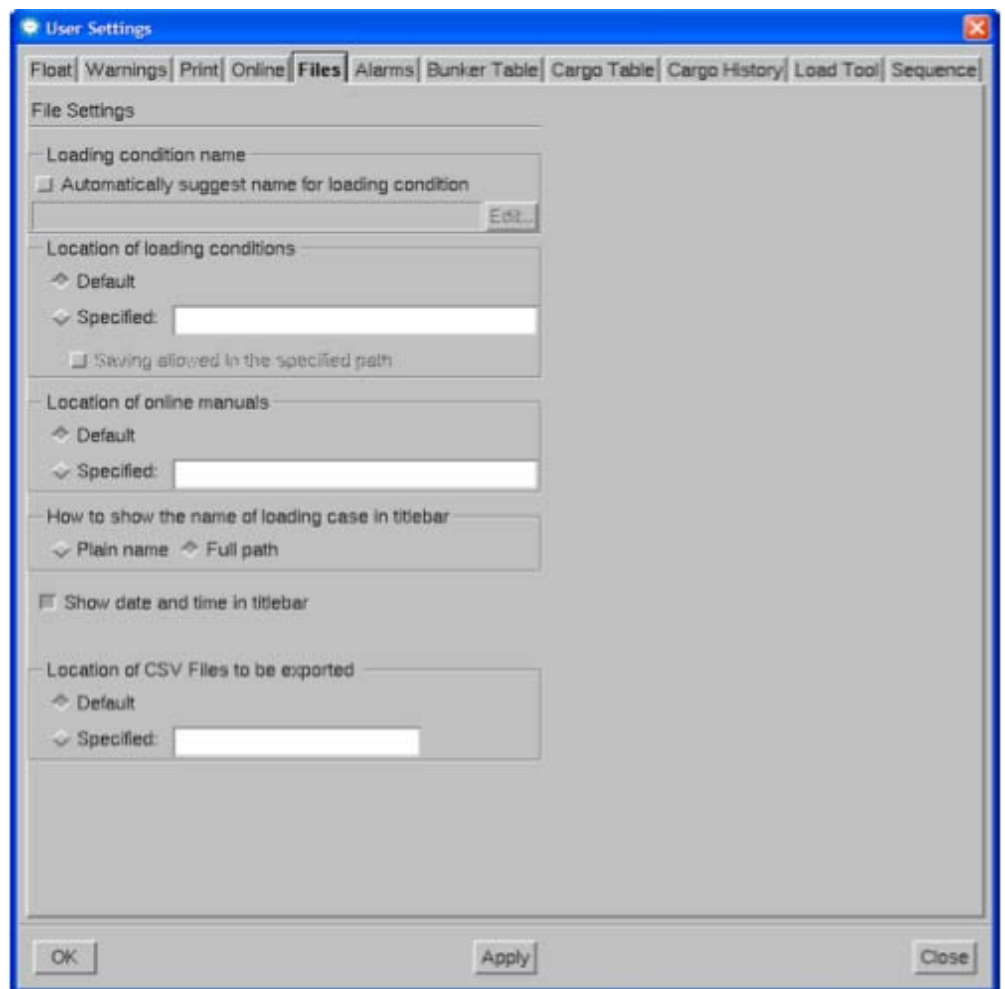 User Settings
Float Warnings Print Online Files Alarms Bunker Table Cargo Table Cargo History Load Tool Sequence
File Settings
Loading condition name
Automatically suggest name for loading condition
Edit...
Location of loading conditions
Default
Specified:
Saving allowed in the specified path
Location of online manuals
Default
Specified:
How to show the name of loading case in titlebar
Plain name Full path
Show date and time in titlebar
Location of CSV Files to be exported
Default
Specified:
OK Apply Close